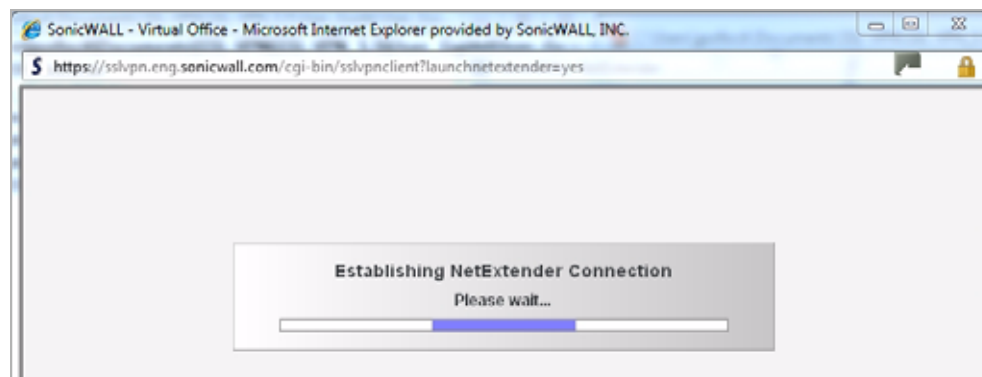 SonicWALL - Virtual Office - Microsoft Internet Explorer provided by SonicWALL, INC.
https://sslvpn.eng.sonicwall.com/cgi-bin/sslvpnclient?launchnetextender=yes
Establishing NetExtender Connection
Please wait...